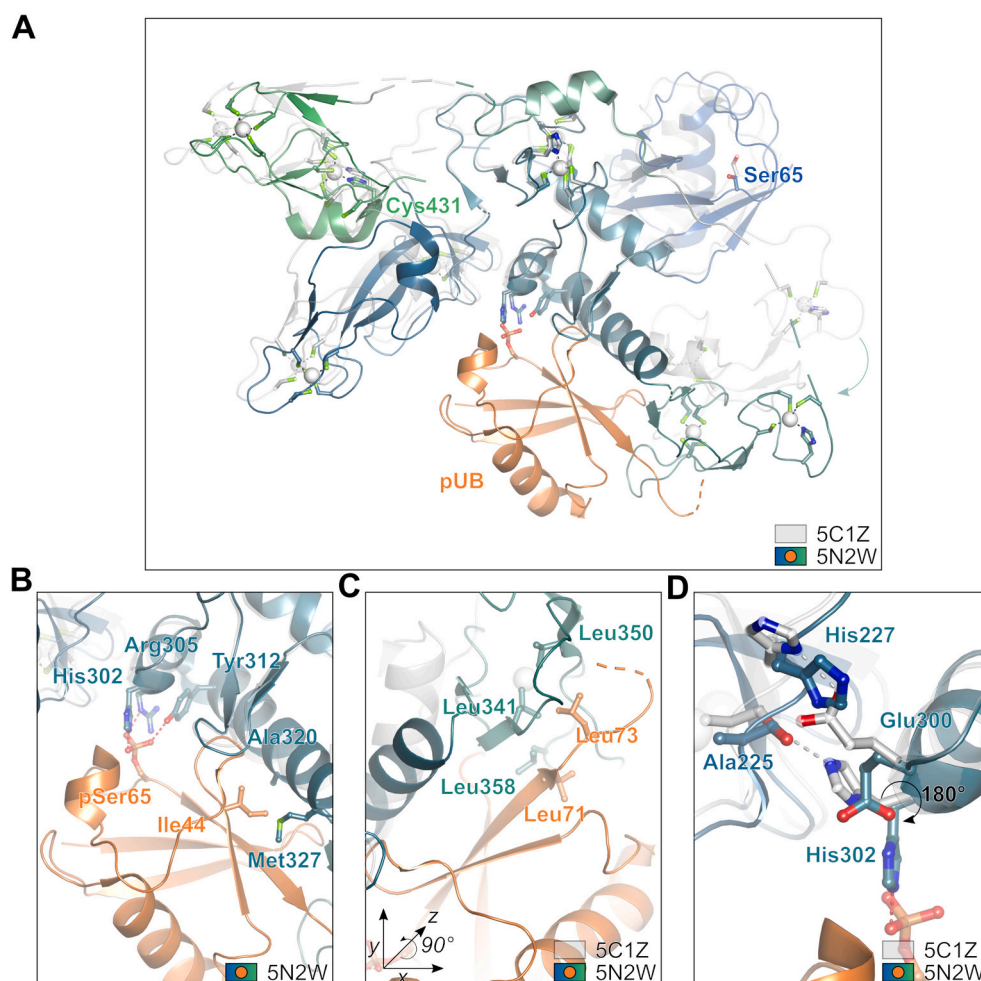 A
Ser65
Cys431
pUB
5C1Z
5N2W
B
Arg305
His302
Tyr312
Ala320
pSer65
Ile44
Met327
5N2W
C
Leu350
Leu341
Leu73
Leu358
Leu71
z
y
90°
x
5C1Z
5N2W
D
His227
Glu300
Ala225
180°
His302
5C1Z
5N2W